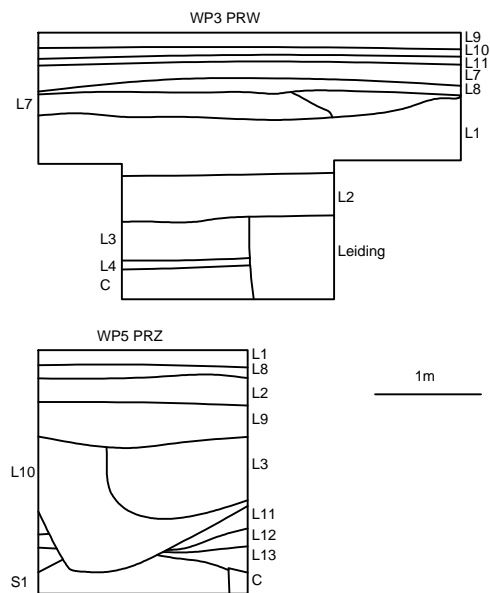 WP3 PRW
L9
L10
L11
L7
L8
L7
L1
L2
L3
L4
C
Leiding
WP5 PRZ
L1
L8
L2
L9
1m
L10
L3
L11
L12
L13
S1
C